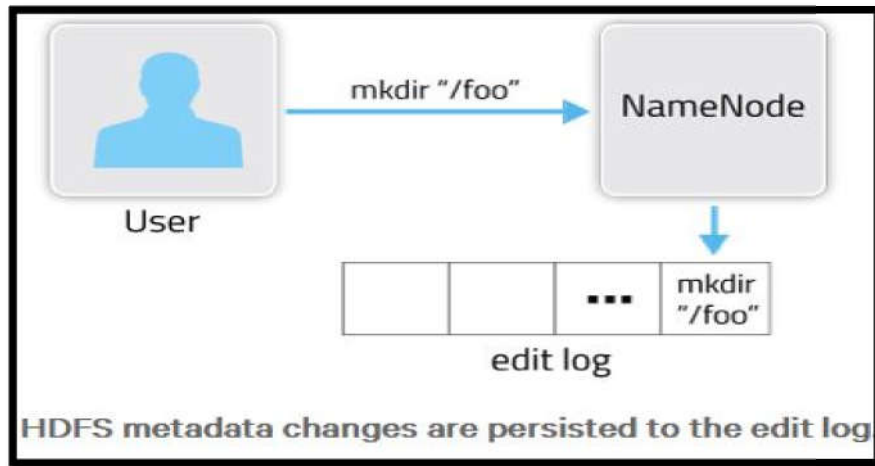 mkdir "/foo"
NameNode
User
...
mkdir
"/foo"
edit log
HDFS metadata changes are persisted to the edit log.